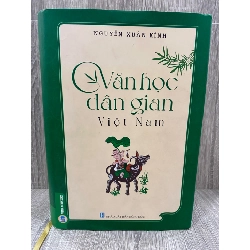 NGUYỄN XUÂN KÍNH
Văn học
dân gian
Việt Nam